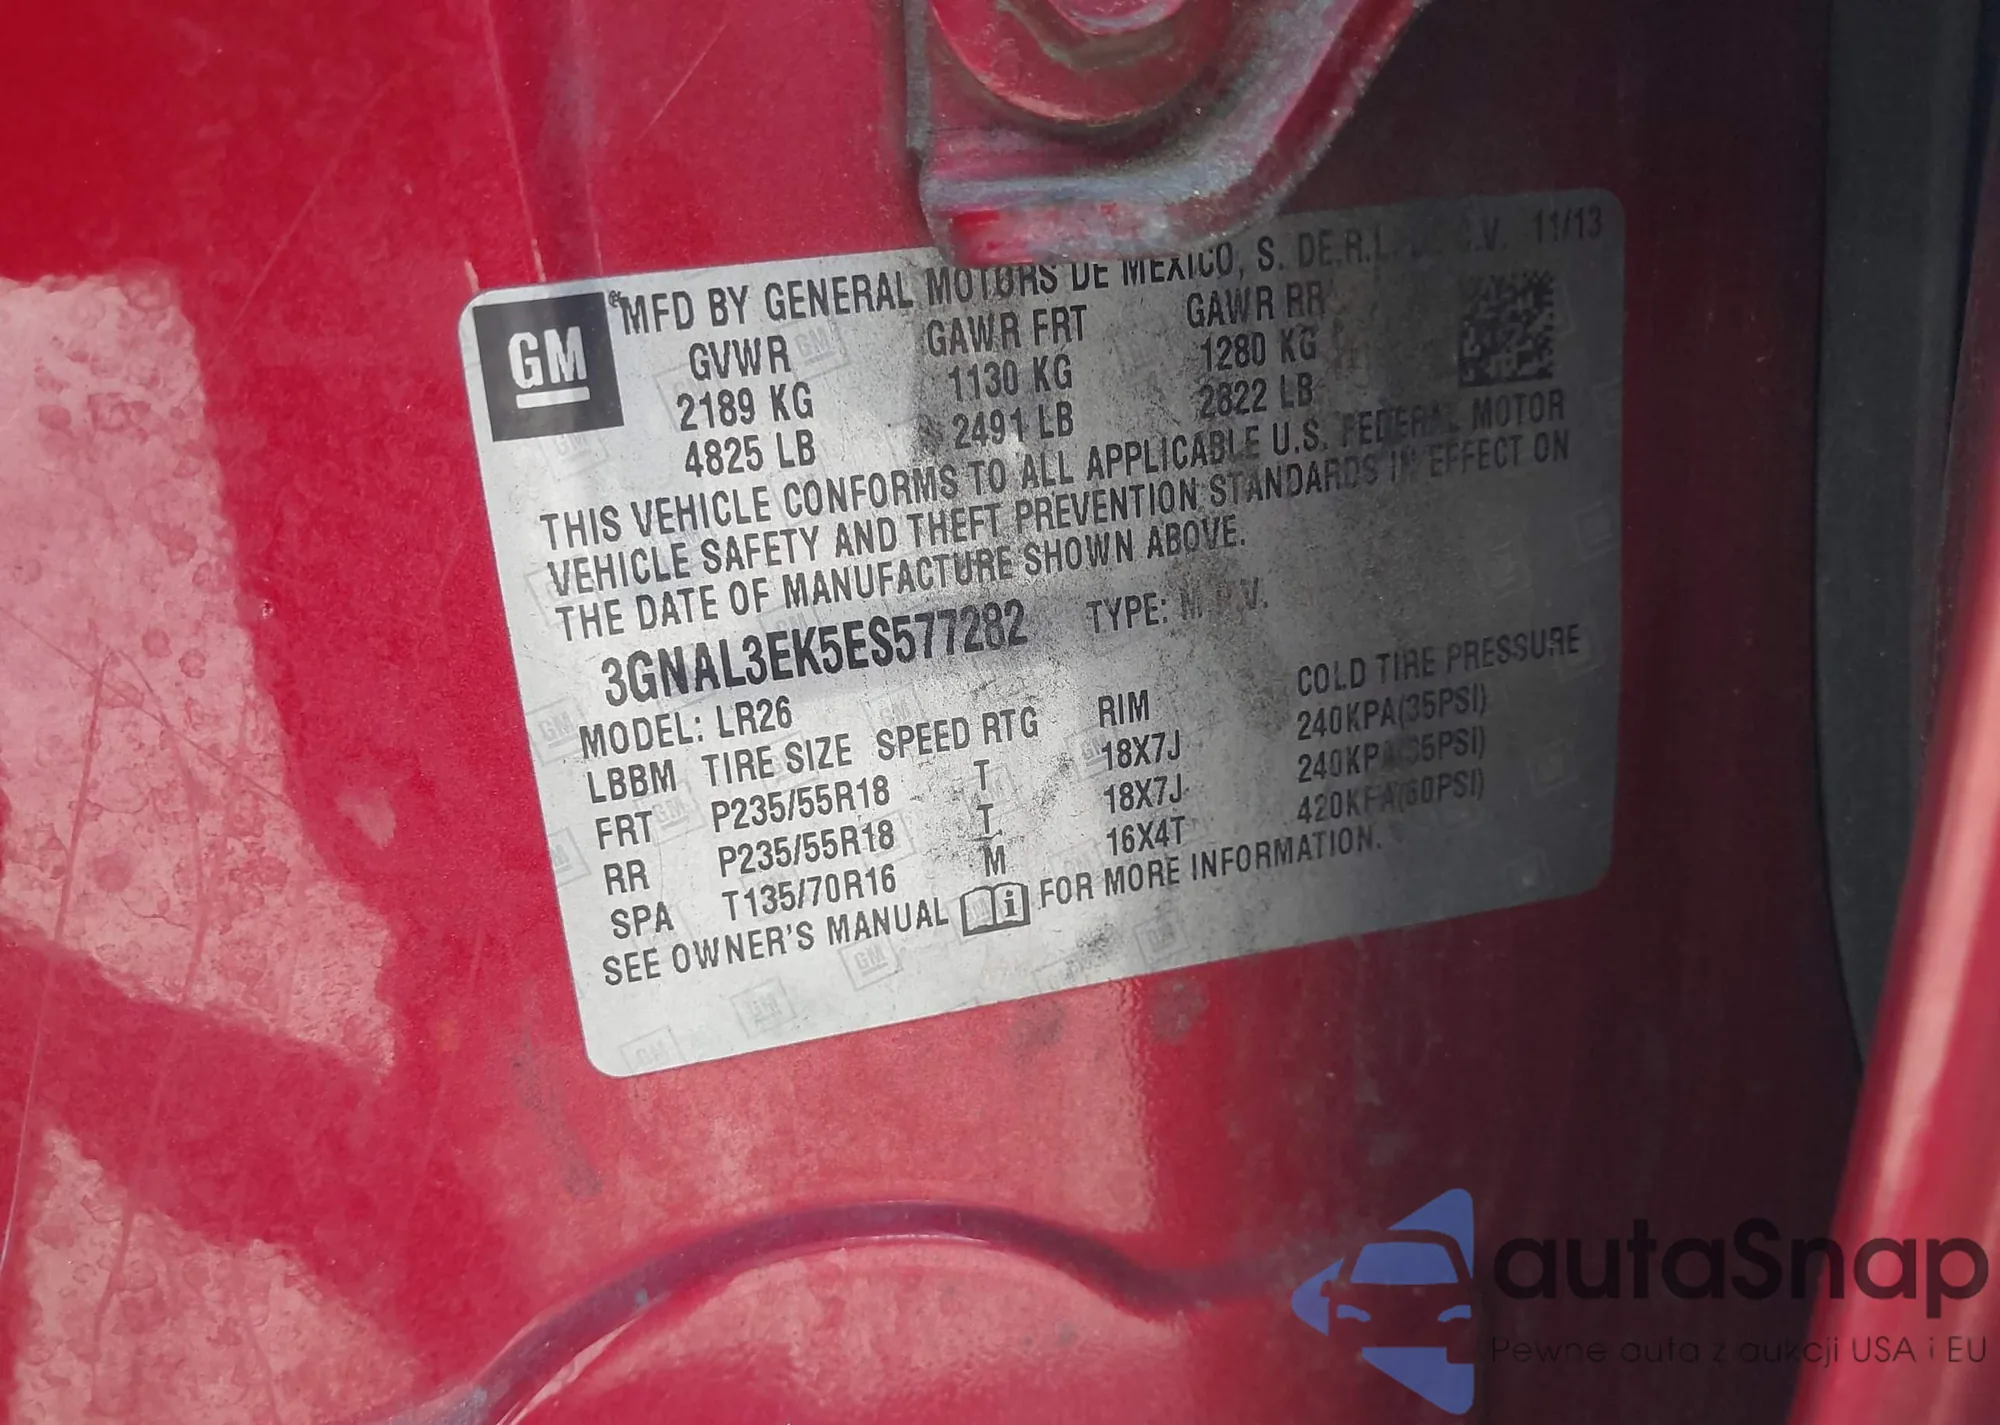 GM
MFD BY GENERAL MOTORS DE MEXICO, S. DE.R.L. DE C.V. 11/13
GVWR GAWR FRT GAWR RR
2189 KG 1130 KG 1280 KG
4825 LB 2491 LB 2822 LB
THIS VEHICLE CONFORMS TO ALL APPLICABLE U.S. FEDERAL MOTOR
VEHICLE SAFETY AND THEFT PREVENTION STANDARDS IN EFFECT ON
THE DATE OF MANUFACTURE SHOWN ABOVE.
3GNAL3EK5ES577282 TYPE: M.P.V.
MODEL: LR26
LBBM TIRE SIZE SPEED RTG RIM COLD TIRE PRESSURE
FRT P235/55R18 T 18X7J 240KPA(35PSI)
RR P235/55R18 T 18X7J 240KPA(35PSI)
SPA T135/70R16 M 16X4T 420KPA(60PSI)
SEE OWNER'S MANUAL FOR MORE INFORMATION.
autaSnap
Pewne auta z aukcji USA i EU